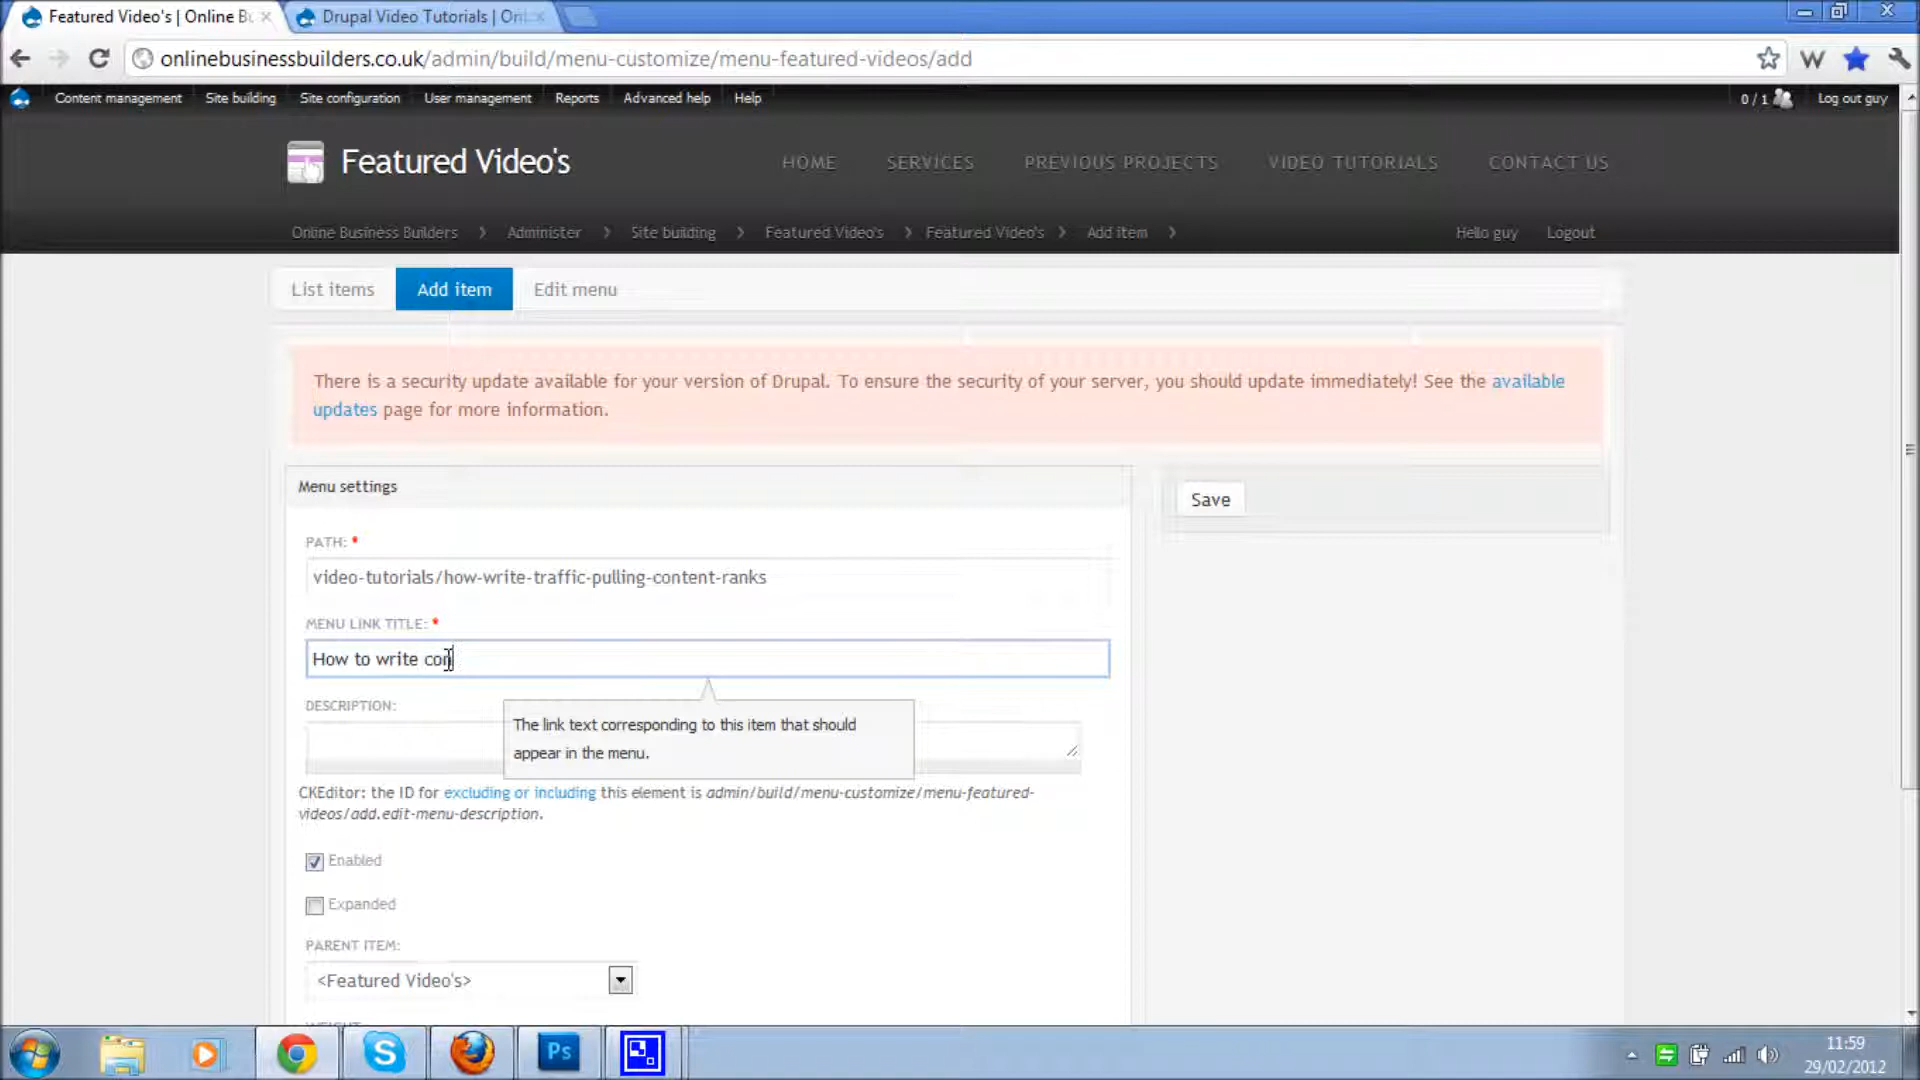 Featured Video's | Online Bu
Drupal Video Tutorials | Onl
onlinebusinessbuilders.co.uk/admin/build/menu-customize/menu-featured-videos/add
W
Content management Site building Site configuration User management Reports Advanced help Help 0 / 1 Log out guy
Featured Video's HOME SERVICES PREVIOUS PROJECTS VIDEO TUTORIALS CONTACT US
Online Business Builders > Administer > Site building > Featured Video's > Featured Video's > Add item > Hello guy Logout
List items Add item Edit menu
There is a security update available for your version of Drupal. To ensure the security of your server, you should update immediately! See the available
updates page for more information.
Menu settings
Save
PATH: *
video-tutorials/how-write-traffic-pulling-content-ranks
MENU LINK TITLE: *
How to write con
DESCRIPTION:
The link text corresponding to this item that should
appear in the menu.
CKEditor: the ID for excluding or including this element is admin/build/menu-customize/menu-featured-
videos/add.edit-menu-description.
Enabled
Expanded
PARENT ITEM:
<Featured Video's>
Ps
11:59
29/02/2012